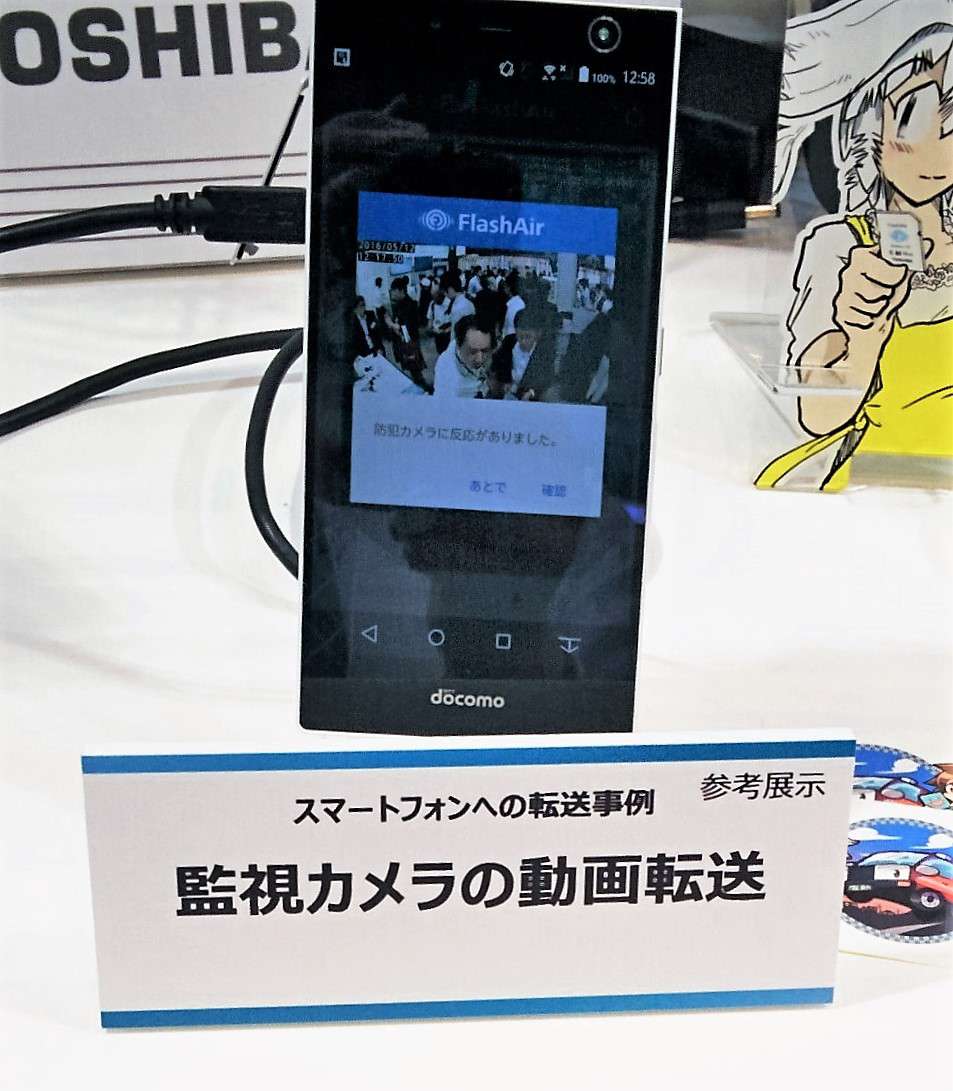 OSHIB
100% 12:58
FlashAir
2016/05/12
12:17:50
防犯カメラに反応がありました。
あとで 確認
docomo
参考展示
スマートフォンへの転送事例
監視カメラの動画転送